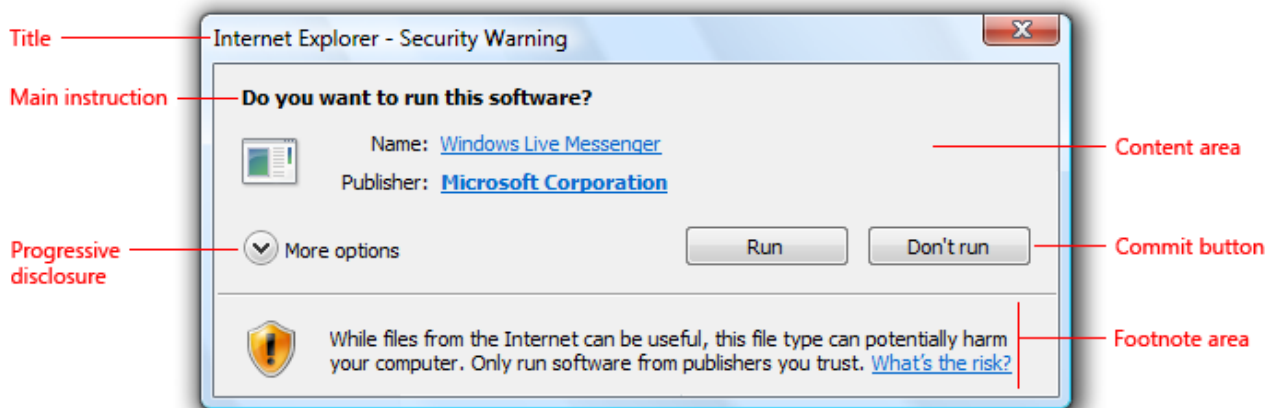 Title
Internet Explorer - Security Warning
Main instruction
Do you want to run this software?
Name: Windows Live Messenger
Content area
Publisher: Microsoft Corporation
Progressive
disclosure
More options
Run
Don't run
Commit button
While files from the Internet can be useful, this file type can potentially harm
your computer. Only run software from publishers you trust. What's the risk?
Footnote area